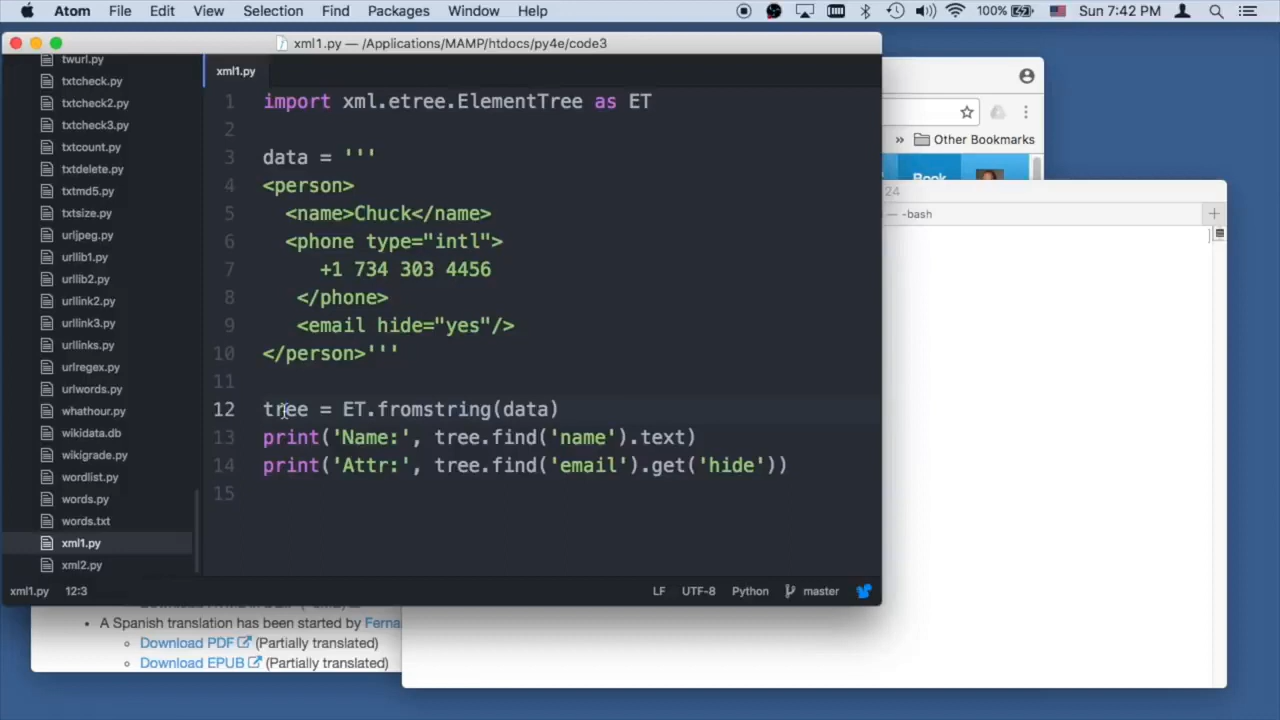 Atom File Edit View Selection Find Packages Window Help 100% Sun 7:42 PM
xml1.py — /Applications/MAMP/htdocs/py4e/code3
twurl.py
txtcheck.py
txtcheck2.py
txtcheck3.py
txtcount.py
txtdelete.py
txtmd5.py
txtsize.py
urljpeg.py
urllib1.py
urllib2.py
urllink2.py
urllink3.py
urllinks.py
urlregex.py
urlwords.py
whathour.py
wikidata.db
wikigrade.py
wordlist.py
words.py
words.txt
xml1.py
xml2.py
xml1.py
1 import xml.etree.ElementTree as ET
2
3 data = '''
4 <person>
5   <name>Chuck</name>
6   <phone type="intl">
7      +1 734 303 4456
8    </phone>
9    <email hide="yes"/>
10 </person>'''
11
12 tree = ET.fromstring(data)
13 print('Name:', tree.find('name').text)
14 print('Attr:', tree.find('email').get('hide'))
15
xml1.py 12:3 LF UTF-8 Python master
» Other Bookmarks
Book
24
— -bash
A Spanish translation has been started by Ferna
Download PDF (Partially translated)
Download EPUB (Partially translated)